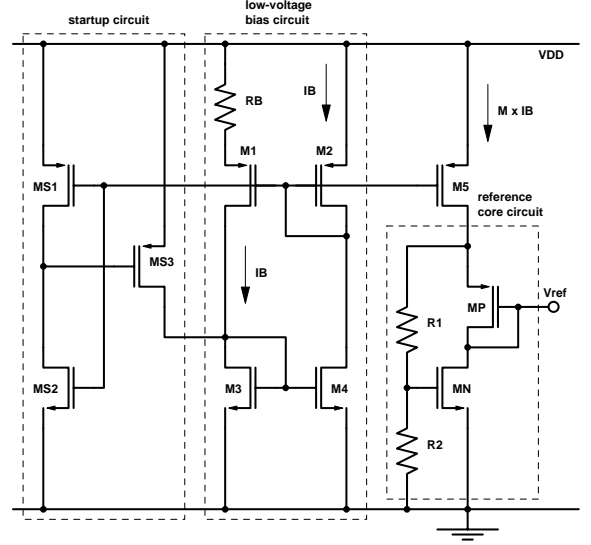 startup circuit
low-voltage
bias circuit
VDD
RB
IB
M x IB
M1
M2
MS1
M5
reference
core circuit
MS3
IB
Vref
MP
R1
MS2
M3
M4
MN
R2